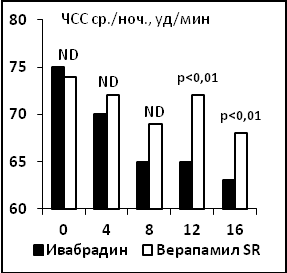 ЧСС ср./ноч., уд/мин
80
75
70
65
60
ND
ND
ND
p<0,01
p<0,01
0 4 8 12 16
Ивабрадин Верапамил SR